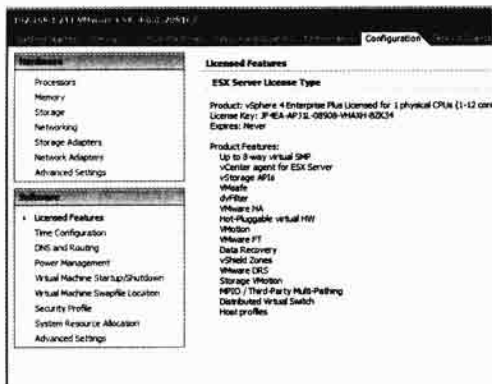 Configuration
Hardware
Processors
Memory
Storage
Networking
Storage Adapters
Network Adapters
Advanced Settings
Software
Licensed Features
Time Configuration
DNS and Routing
Power Management
Virtual Machine Startup/Shutdown
Virtual Machine Swapfile Location
Security Profile
System Resource Allocation
Advanced Settings
Licensed Features
ESX Server License Type
Product: vSphere 4 Enterprise Plus Licensed for 1 physical CPUs (1-12 cor
License Key:
Expires: Never
Product Features:
Up to 8-way virtual SMP
vCenter agent for ESX Server
vStorage APIs
VMsafe
dvFilter
VMware HA
Hot-Pluggable virtual HW
VMotion
VMware FT
Data Recovery
vShield Zones
VMware DRS
Storage VMotion
MPIO / Third-Party Multi-Pathing
Distributed Virtual Switch
Host profiles